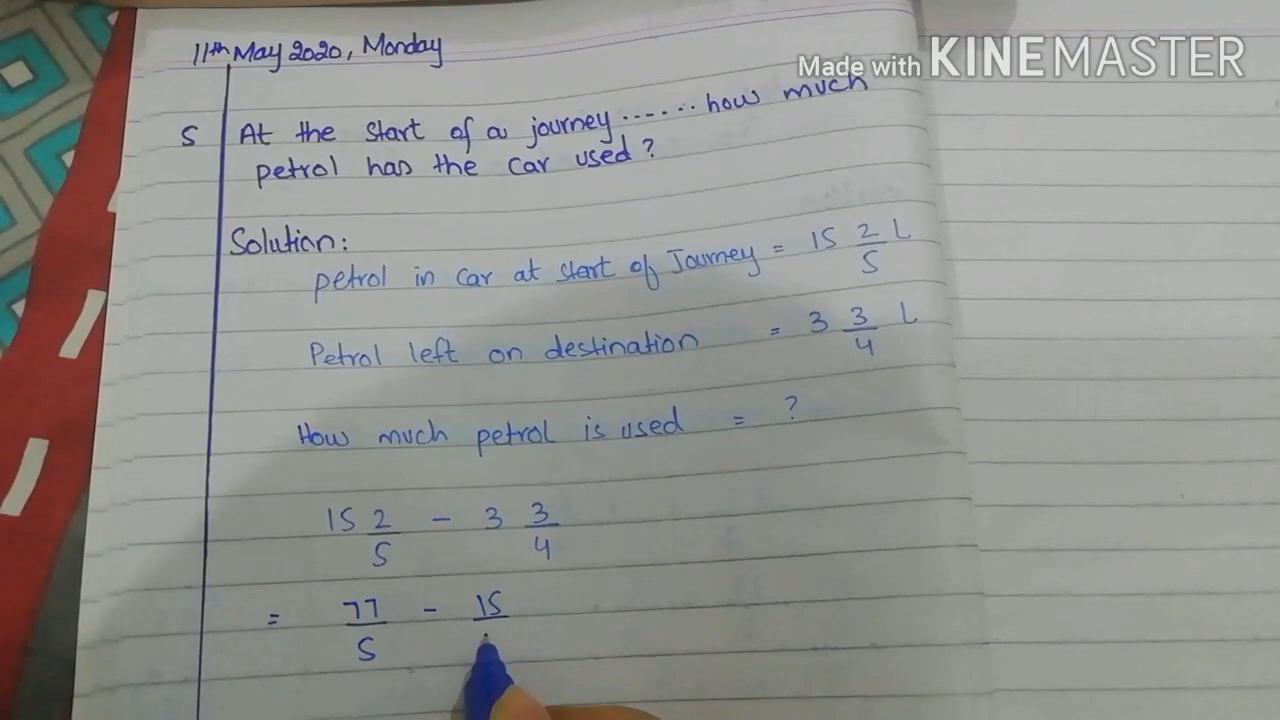 11th May 2020, Monday
Made with KINEMASTER
5 At the start of a journey ...... how much
petrol has the car used?
Solution:
petrol in car at start of Journey = 15 2/5 L
Petrol left on destination = 3 3/4 L
How much petrol is used = ?
15 2/5 - 3 3/4
= 77/5 - 15